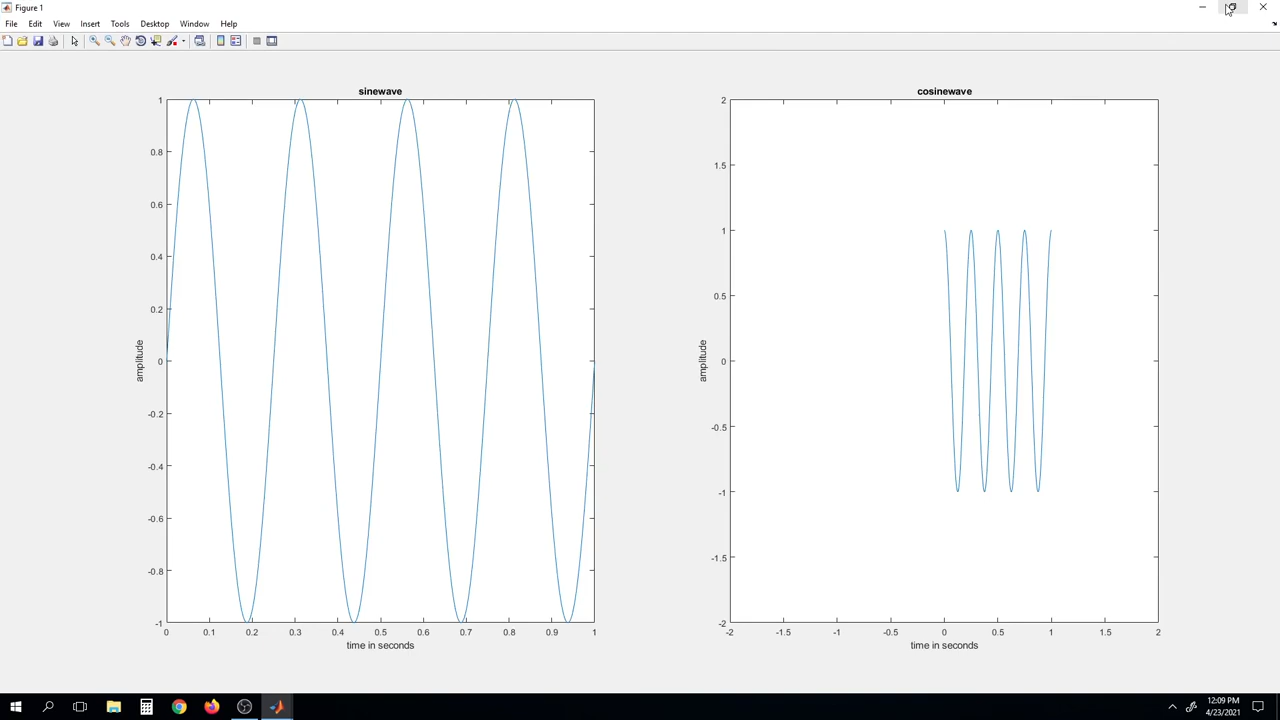 Figure 1
File Edit View Insert Tools Desktop Window Help
sinewave
1
0.8
0.6
0.4
0.2
0
-0.2
-0.4
-0.6
-0.8
-1
amplitude
0 0.1 0.2 0.3 0.4 0.5 0.6 0.7 0.8 0.9 1
time in seconds
cosinewave
2
1.5
1
0.5
0
-0.5
-1
-1.5
-2
amplitude
-2 -1.5 -1 -0.5 0 0.5 1 1.5 2
time in seconds
12:09 PM
4/23/2021